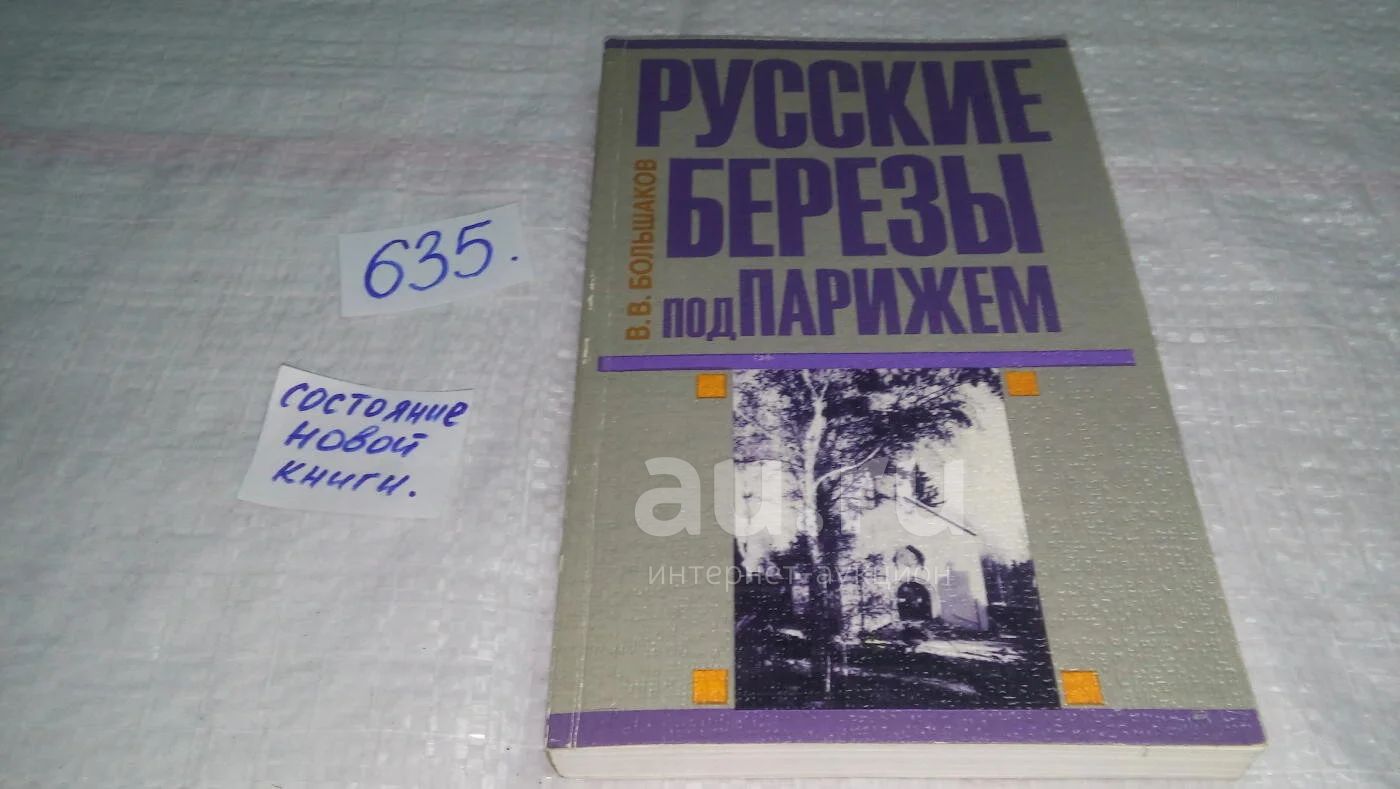 РУССКИЕ
БЕРЕЗЫ
ПОД ПАРИЖЕМ
В. В. БОЛЬШАКОВ
635.
СОСТОЯНИЕ
НОВОЙ
КНИГИ.
au.ru
интернет-аукцион